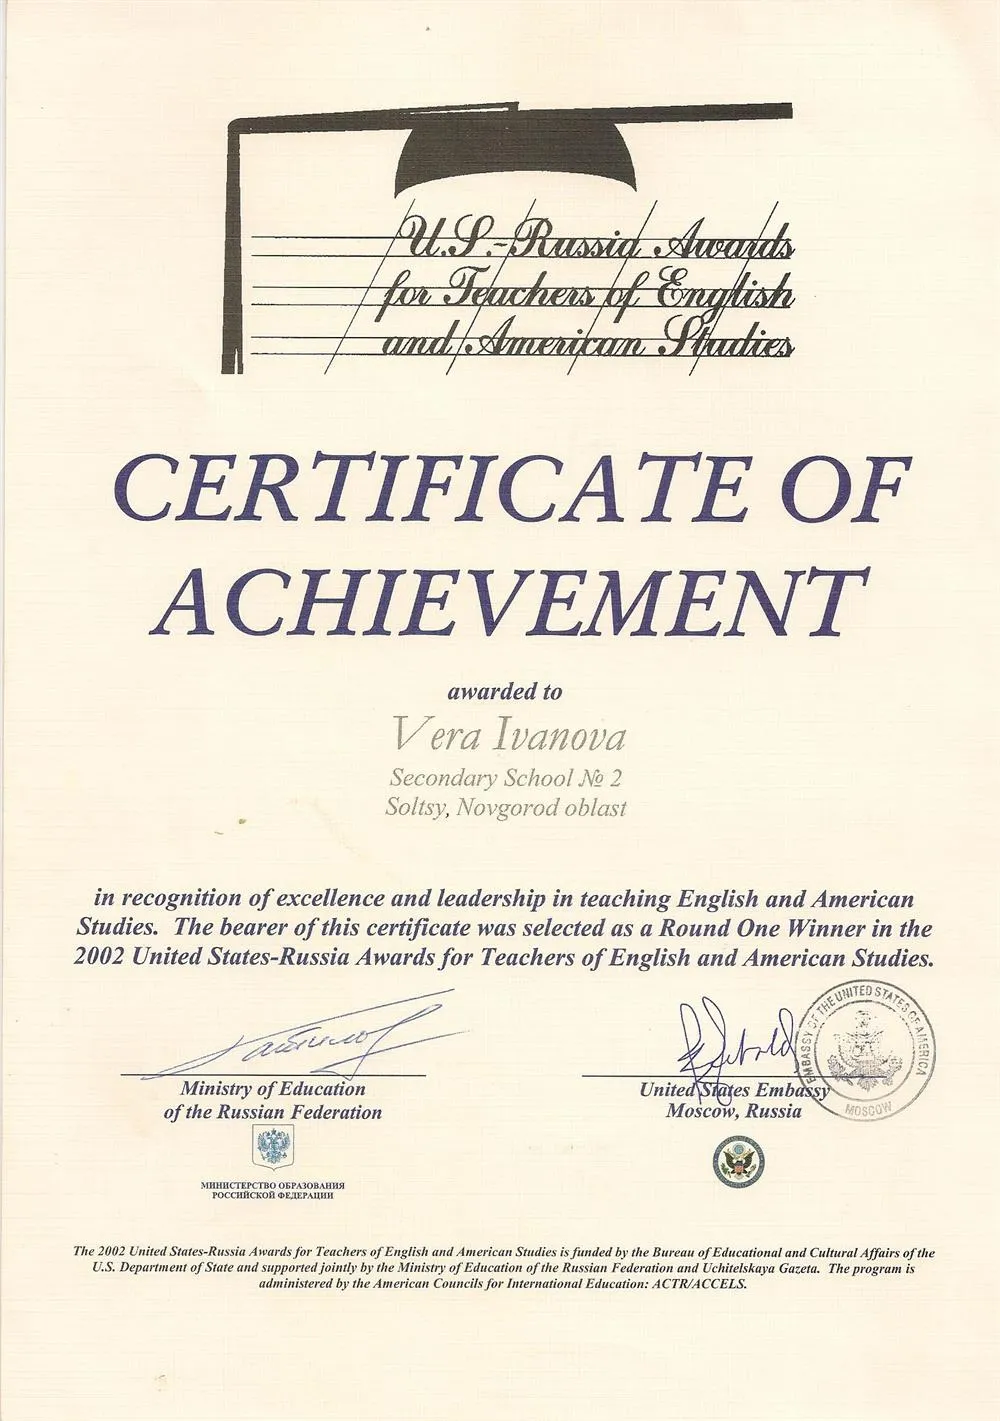 U.S.-Russia Awards
for Teachers of English
and American Studies
CERTIFICATE OF
ACHIEVEMENT
awarded to
Vera Ivanova
Secondary School № 2
Soltsy, Novgorod oblast
in recognition of excellence and leadership in teaching English and American
Studies. The bearer of this certificate was selected as a Round One Winner in the
2002 United States-Russia Awards for Teachers of English and American Studies.
Ministry of Education
of the Russian Federation
МИНИСТЕРСТВО ОБРАЗОВАНИЯ
РОССИЙСКОЙ ФЕДЕРАЦИИ
United States Embassy
Moscow, Russia
EMBASSY OF THE UNITED STATES OF AMERICA
MOSCOW
The 2002 United States-Russia Awards for Teachers of English and American Studies is funded by the Bureau of Educational and Cultural Affairs of the
U.S. Department of State and supported jointly by the Ministry of Education of the Russian Federation and Uchitelskaya Gazeta. The program is
administered by the American Councils for International Education: ACTR/ACCELS.